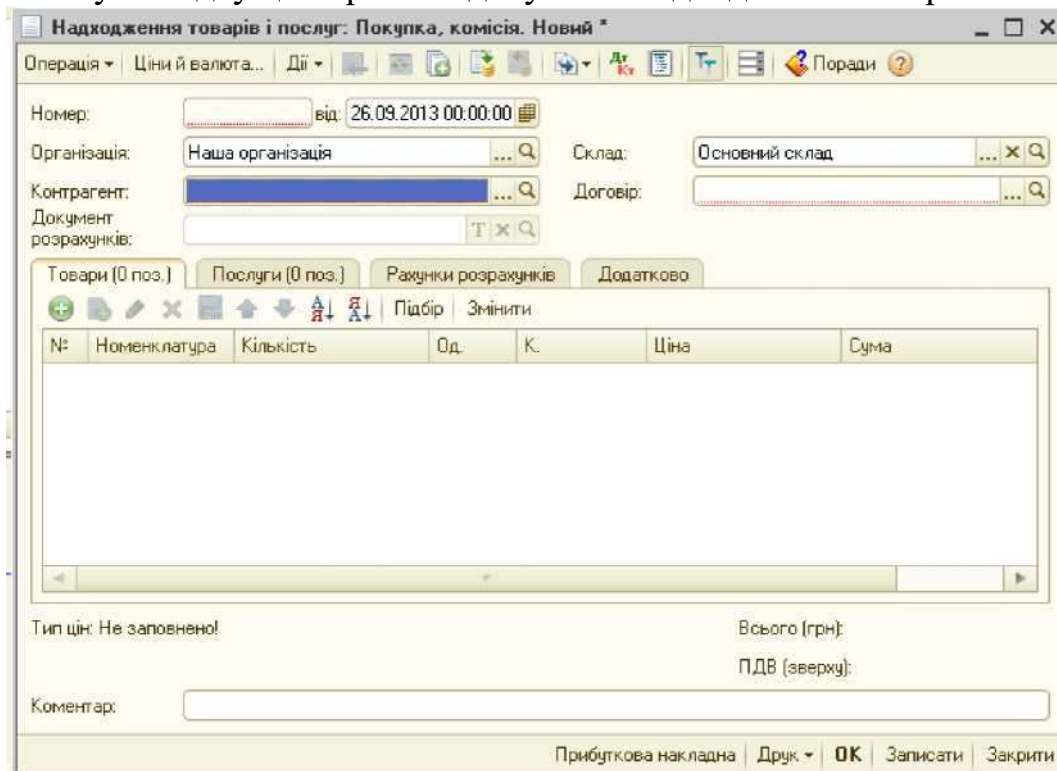 Надходження товарів і послуг: Покупка, комісія. Новий *
Операція Ціни й валюта... Дії Дт Кт Поради
Номер: від: 26.09.2013 00:00:00
Організація: Наша організація ... Склад: Основний склад ...
Контрагент: ... Договір: ...
Документ
розрахунків: T
Товари (0 поз.) Послуги (0 поз.) Рахунки розрахунків Додатково
Підбір Змінити
№ Номенклатура Кількість Од. К. Ціна Сума
Тип цін: Не заповнено! Всього (грн):
ПДВ (зверху):
Коментар:
Прибуткова накладна Друк OK Записати Закрити